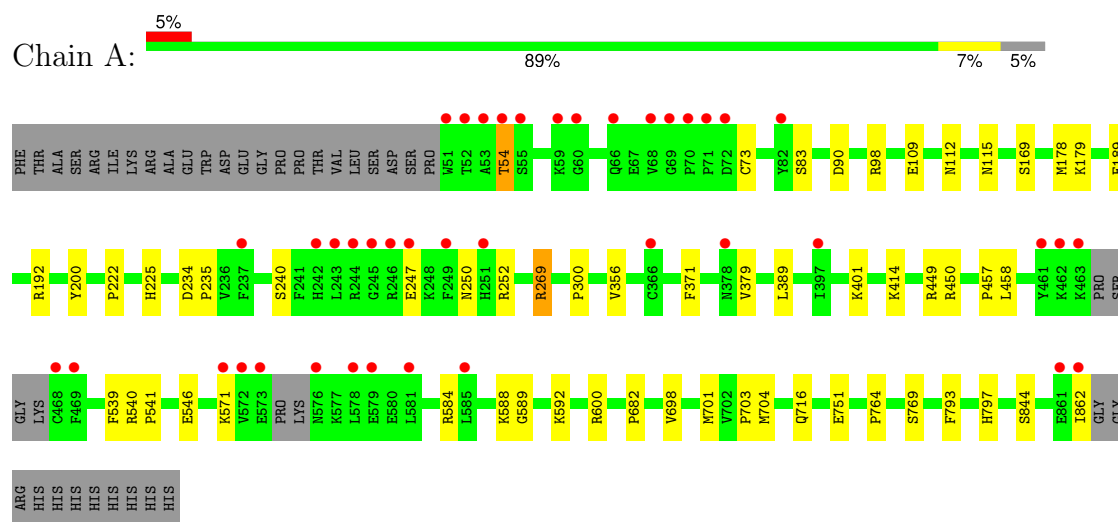 5%
Chain A:
89% 7% 5%
PHE THR ALA SER ARG ILE LYS ARG ALA GLU TRP ASP GLU GLY PRO PRO THR VAL LEU SER ASP SER PRO W51 T52 A53 T54 S55 K59 G60 Q66 E67 V68 G69 P70 P71 D72 C73 Y82 S83 D90 R98 E109 N112 N115 S169 M178 K179 E189
R192 Y200 P222 H225 D234 P235 V236 F237 S240 F241 H242 L243 R244 G245 R246 E247 K248 F249 N250 H251 R252 R269 P300 V356 C366 F371 N378 V379 L389 I397 K401 K414 R449 R450 P457 L458 Y461 K462 K463 PRO SER
GLY LYS C468 F469 F539 R540 P541 E546 K571 V572 E573 PRO LYS N576 K577 L578 E579 E580 L581 R584 L585 K588 G589 K592 R600 P682 V698 M701 V702 P703 M704 Q716 E751 P764 S769 F793 H797 S844 E861 I862 GLY GLY
ARG HIS HIS HIS HIS HIS HIS HIS